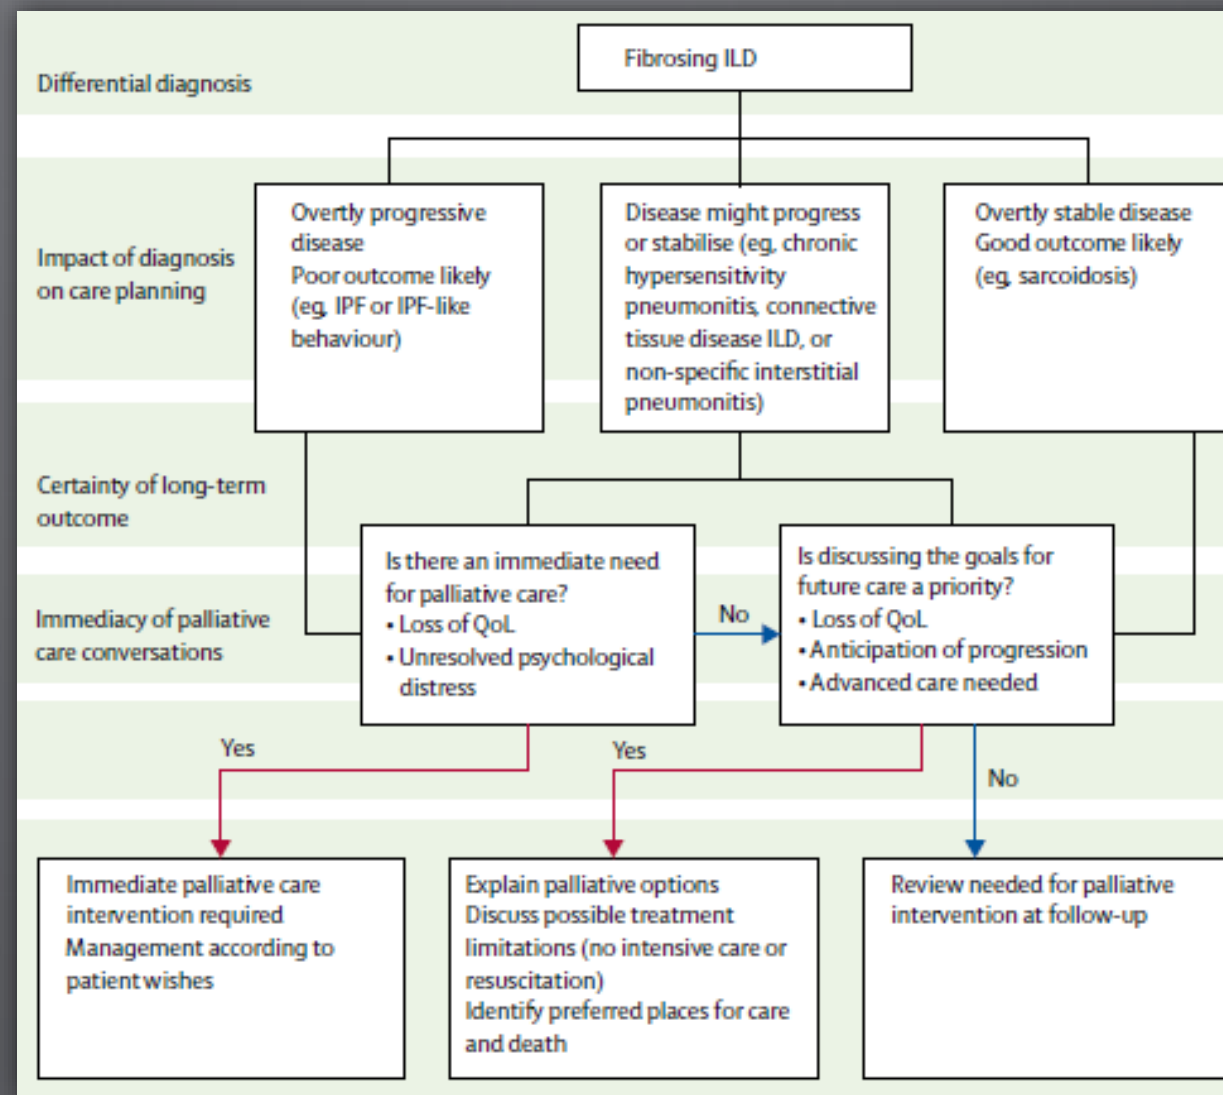 Fibrosing ILD
Differential diagnosis
Impact of diagnosis
on care planning
Overtly progressive
disease
Poor outcome likely
(eg, IPF or IPF-like
behaviour)
Disease might progress
or stabilise (eg, chronic
hypersensitivity
pneumonitis, connective
tissue disease ILD, or
non-specific interstitial
pneumonitis)
Overtly stable disease
Good outcome likely
(eg, sarcoidosis)
Certainty of long-term
outcome
Immediacy of palliative
care conversations
Is there an immediate need
for palliative care?
• Loss of QoL
• Unresolved psychological
distress
No
Is discussing the goals for
future care a priority?
• Loss of QoL
• Anticipation of progression
• Advanced care needed
Yes
Yes
No
Immediate palliative care
intervention required
Management according to
patient wishes
Explain palliative options
Discuss possible treatment
limitations (no intensive care or
resuscitation)
Identify preferred places for care
and death
Review needed for palliative
intervention at follow-up